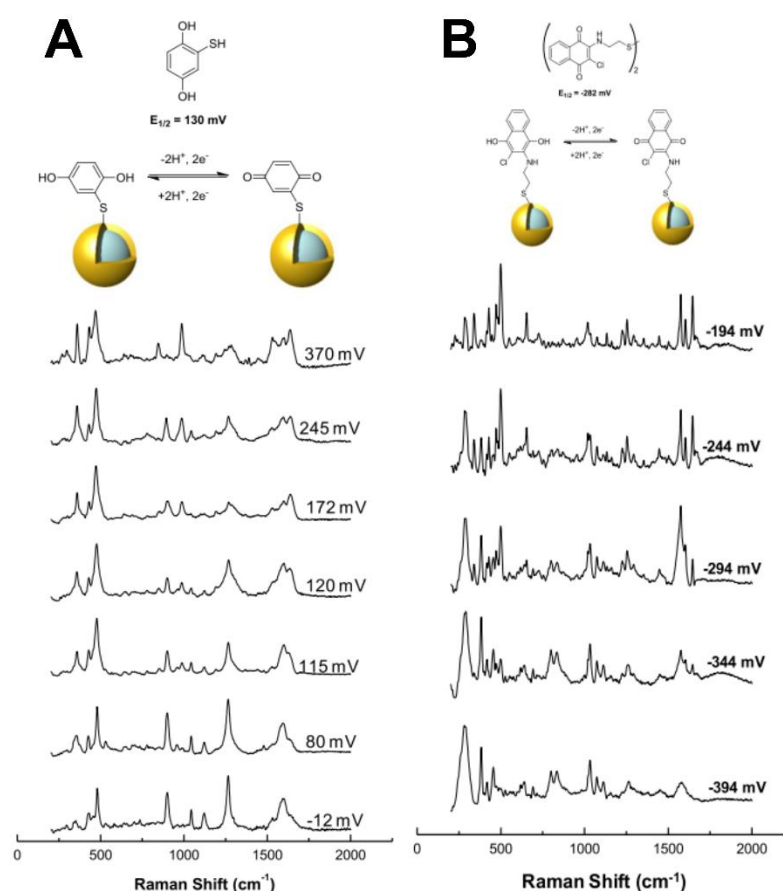 A
OH
SH
OH
E1/2 = 130 mV
-2H+, 2e-
+2H+, 2e-
HO
OH
S
O
O
S
370 mV
245 mV
172 mV
120 mV
115 mV
80 mV
-12 mV
0 500 1000 1500 2000
Raman Shift (cm-1)
B
O
H
N
S
Cl
O
2
E1/2 = -282 mV
-2H+, 2e-
+2H+, 2e-
HO
OH
Cl
NH
S
O
O
Cl
NH
S
-194 mV
-244 mV
-294 mV
-344 mV
-394 mV
0 500 1000 1500 2000
Raman Shift (cm-1)